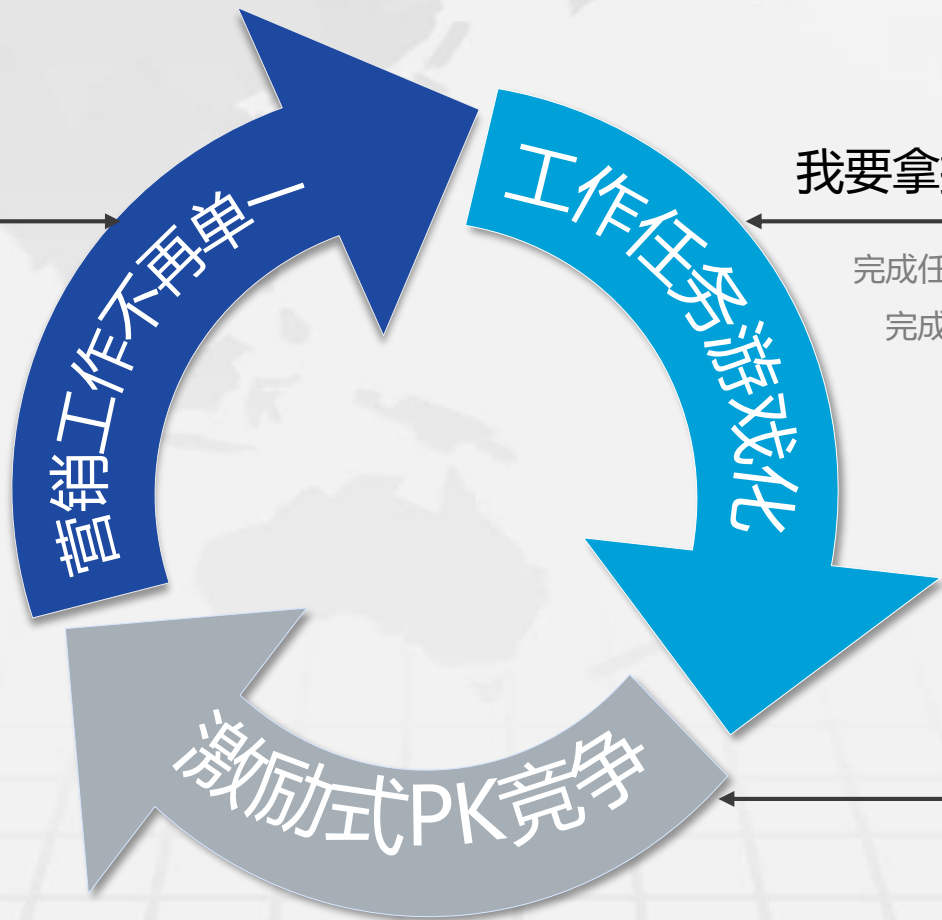 营销工作不再单一
工作任务游戏化
激励式PK竞争
我要拿
完成任
完成